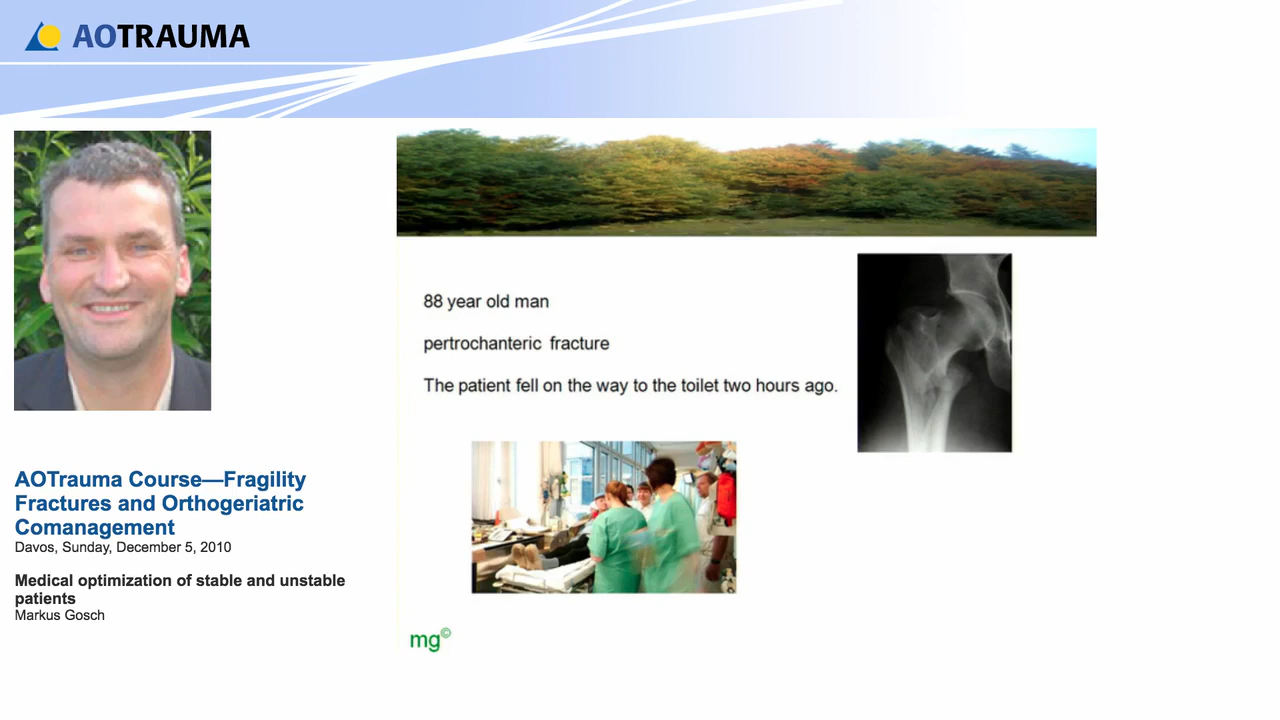 AOTRAUMA
88 year old man
pertrochanteric fracture
The patient fell on the way to the toilet two hours ago.
mg©
AOTrauma Course—Fragility
Fractures and Orthogeriatric
Comanagement
Davos, Sunday, December 5, 2010
Medical optimization of stable and unstable
patients
Markus Gosch